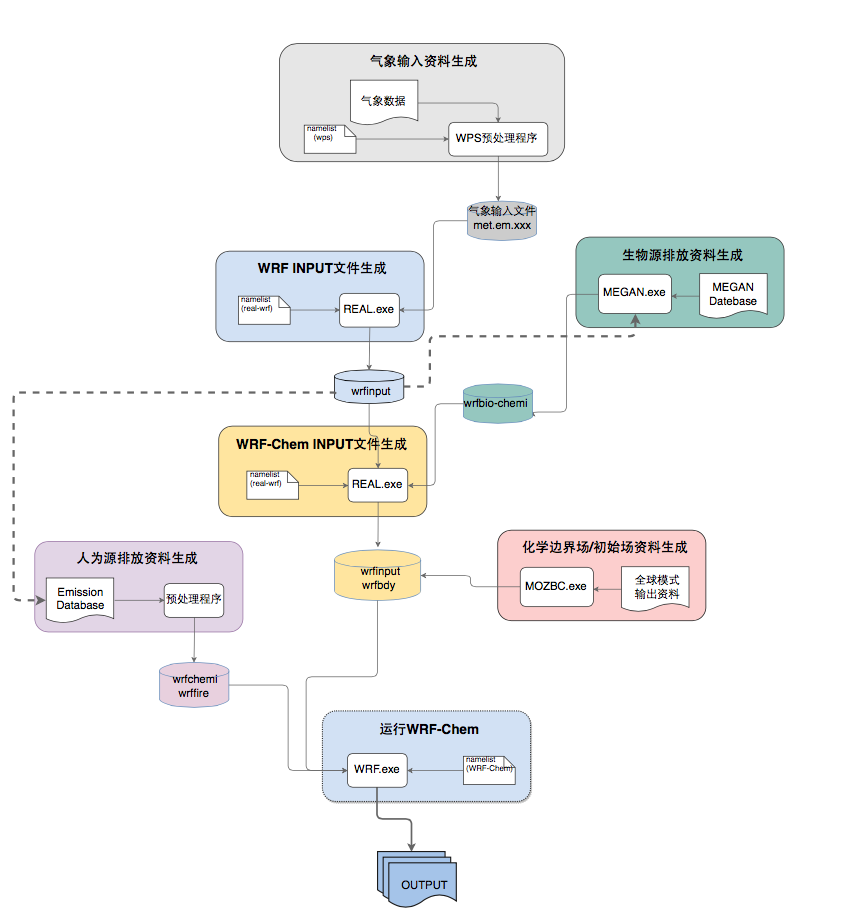 气象输入资料生成
气象数据
namelist
(wps)
WPS预处理程序
气象输入文件
met.em.xxx
WRF INPUT文件生成
namelist
(real-wrf)
REAL.exe
生物源排放资料生成
MEGAN.exe
MEGAN
Datebase
wrfinput
wrfbio-chemi
WRF-Chem INPUT文件生成
namelist
(real-wrf)
REAL.exe
人为源排放资料生成
Emission
Database
预处理程序
wrfinput
wrfbdy
化学边界场/初始场资料生成
MOZBC.exe
全球模式
输出资料
wrfchemI
wrffire
运行WRF-Chem
WRF.exe
namelist
(WRF-Chem)
OUTPUT